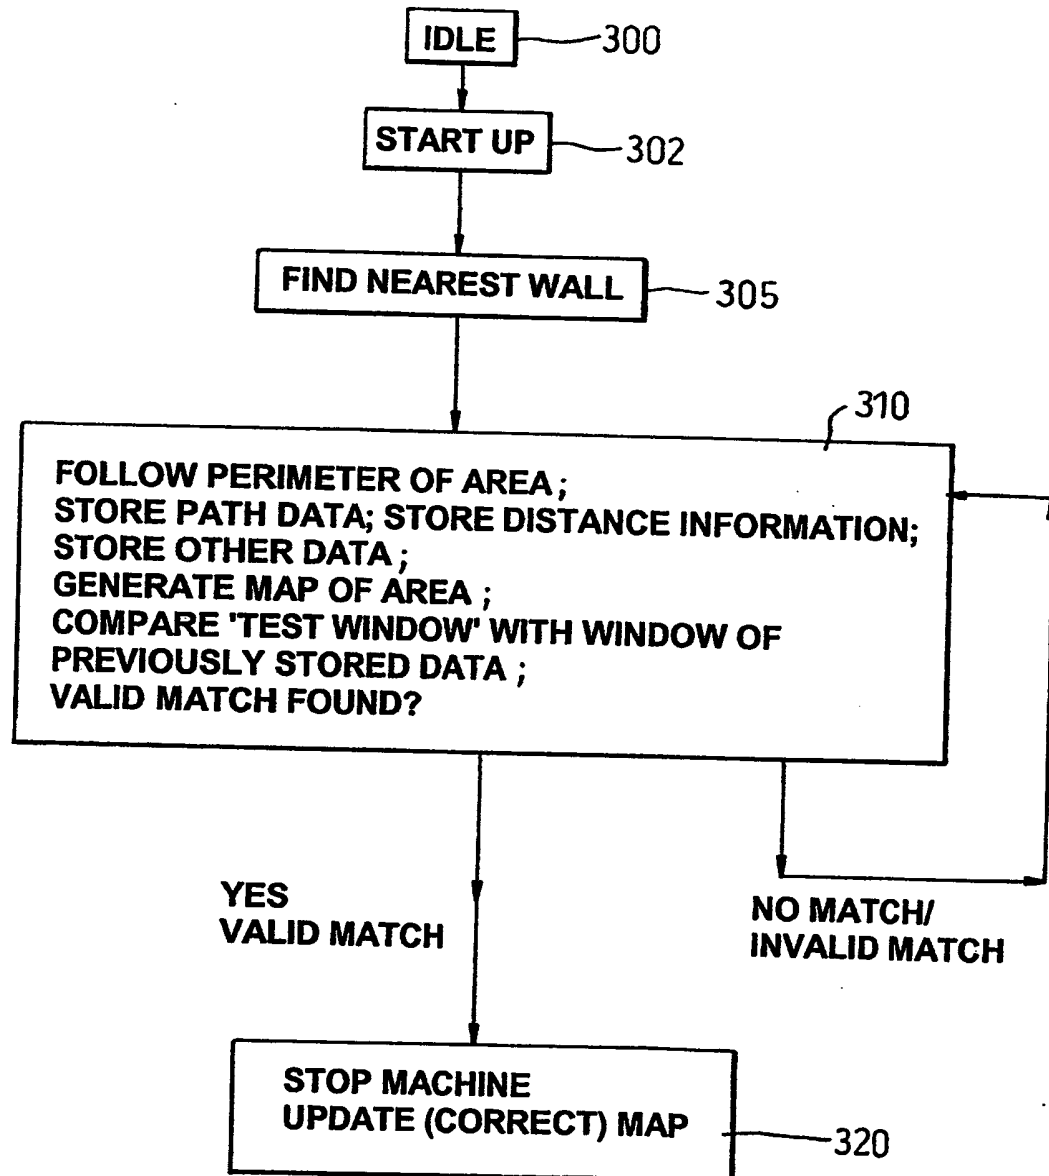 IDLE 300
START UP 302
FIND NEAREST WALL 305
310
FOLLOW PERIMETER OF AREA ;
STORE PATH DATA; STORE DISTANCE INFORMATION;
STORE OTHER DATA ;
GENERATE MAP OF AREA ;
COMPARE 'TEST WINDOW' WITH WINDOW OF
PREVIOUSLY STORED DATA ;
VALID MATCH FOUND?
YES
VALID MATCH
NO MATCH/
INVALID MATCH
STOP MACHINE
UPDATE (CORRECT) MAP
320